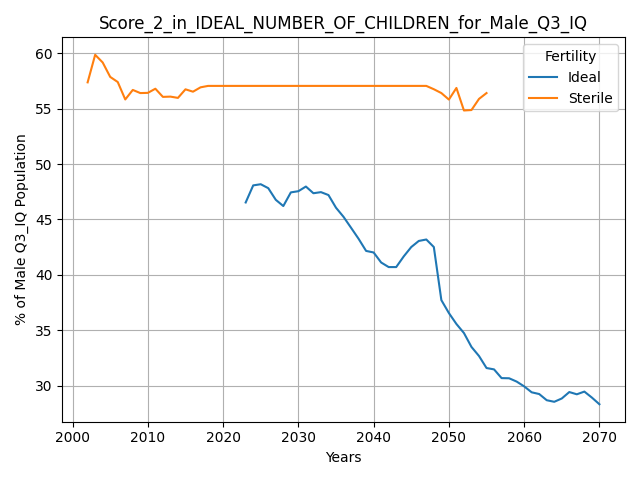 Score_2_in_IDEAL_NUMBER_OF_CHILDREN_for_Male_Q3_IQ
Fertility
Ideal
Sterile
% of Male Q3_IQ Population
60
55
50
45
40
35
30
2000
2010
2020
2030
2040
2050
2060
2070
Years